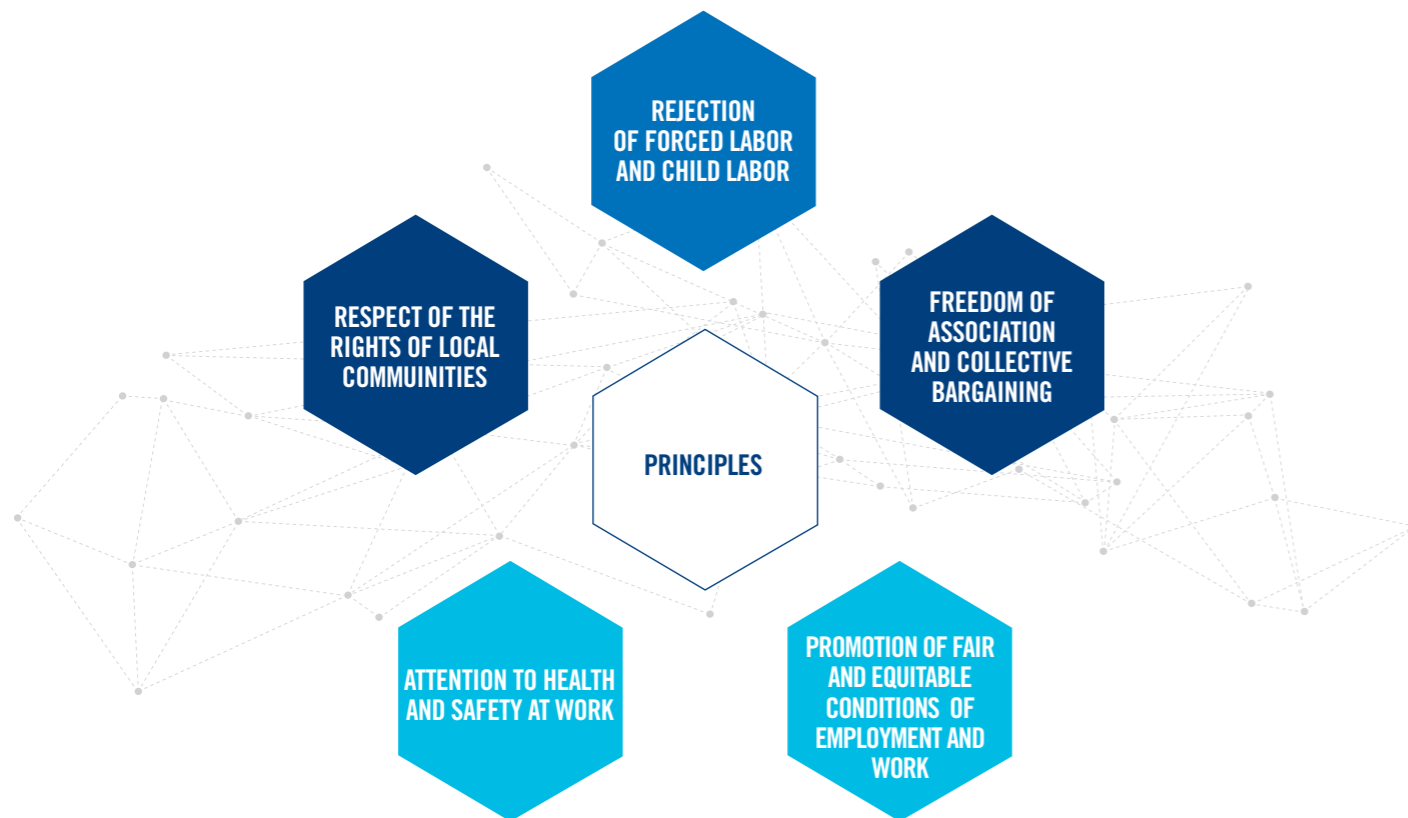 REJECTION
OF FORCED LABOR
AND CHILD LABOR
RESPECT OF THE
RIGHTS OF LOCAL
COMMUINITIES
FREEDOM OF
ASSOCIATION
AND COLLECTIVE
BARGAINING
PRINCIPLES
ATTENTION TO HEALTH
AND SAFETY AT WORK
PROMOTION OF FAIR
AND EQUITABLE
CONDITIONS OF
EMPLOYMENT AND
WORK